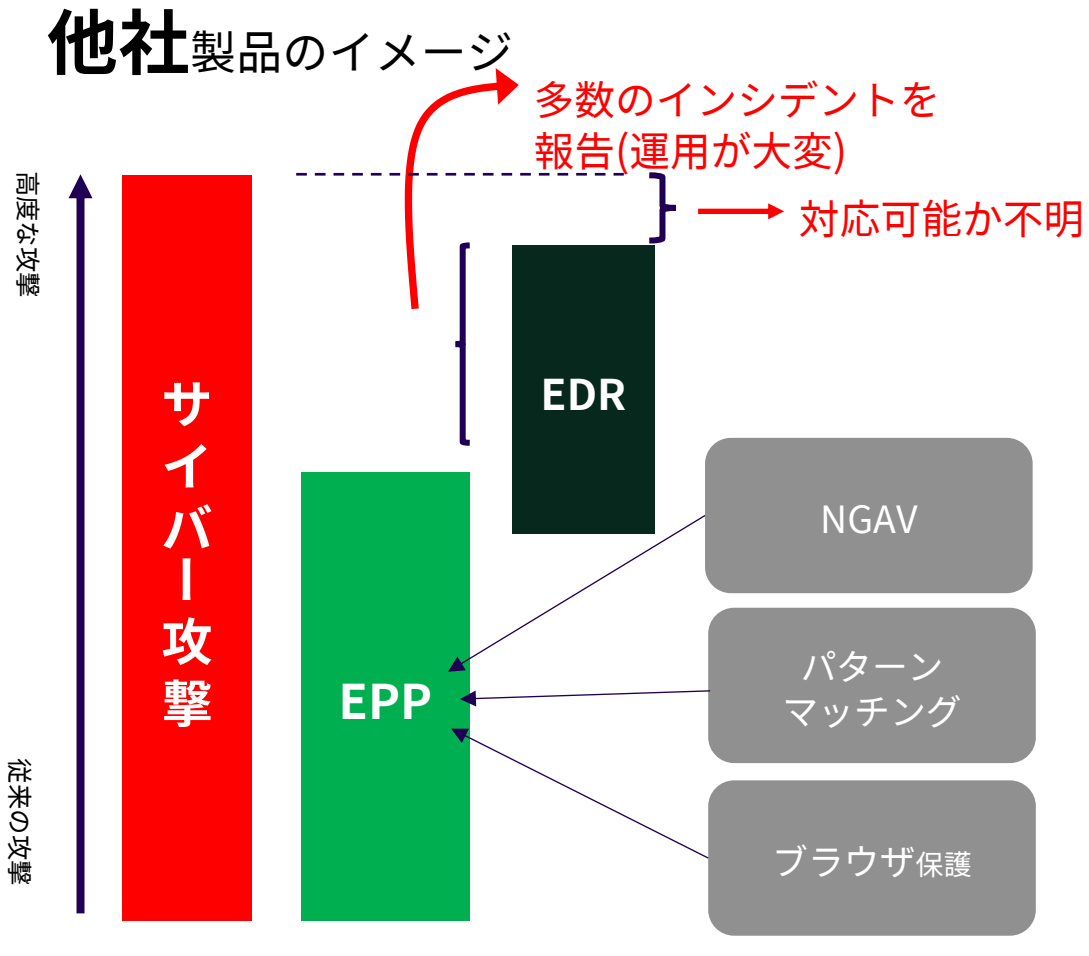 他社製品のイメージ
多数のインシデントを
報告(運用が大変)
対応可能か不明
高度な攻撃
サイバー攻撃
EDR
NGAV
EPP
パターン
マッチング
従来の攻撃
ブラウザ保護